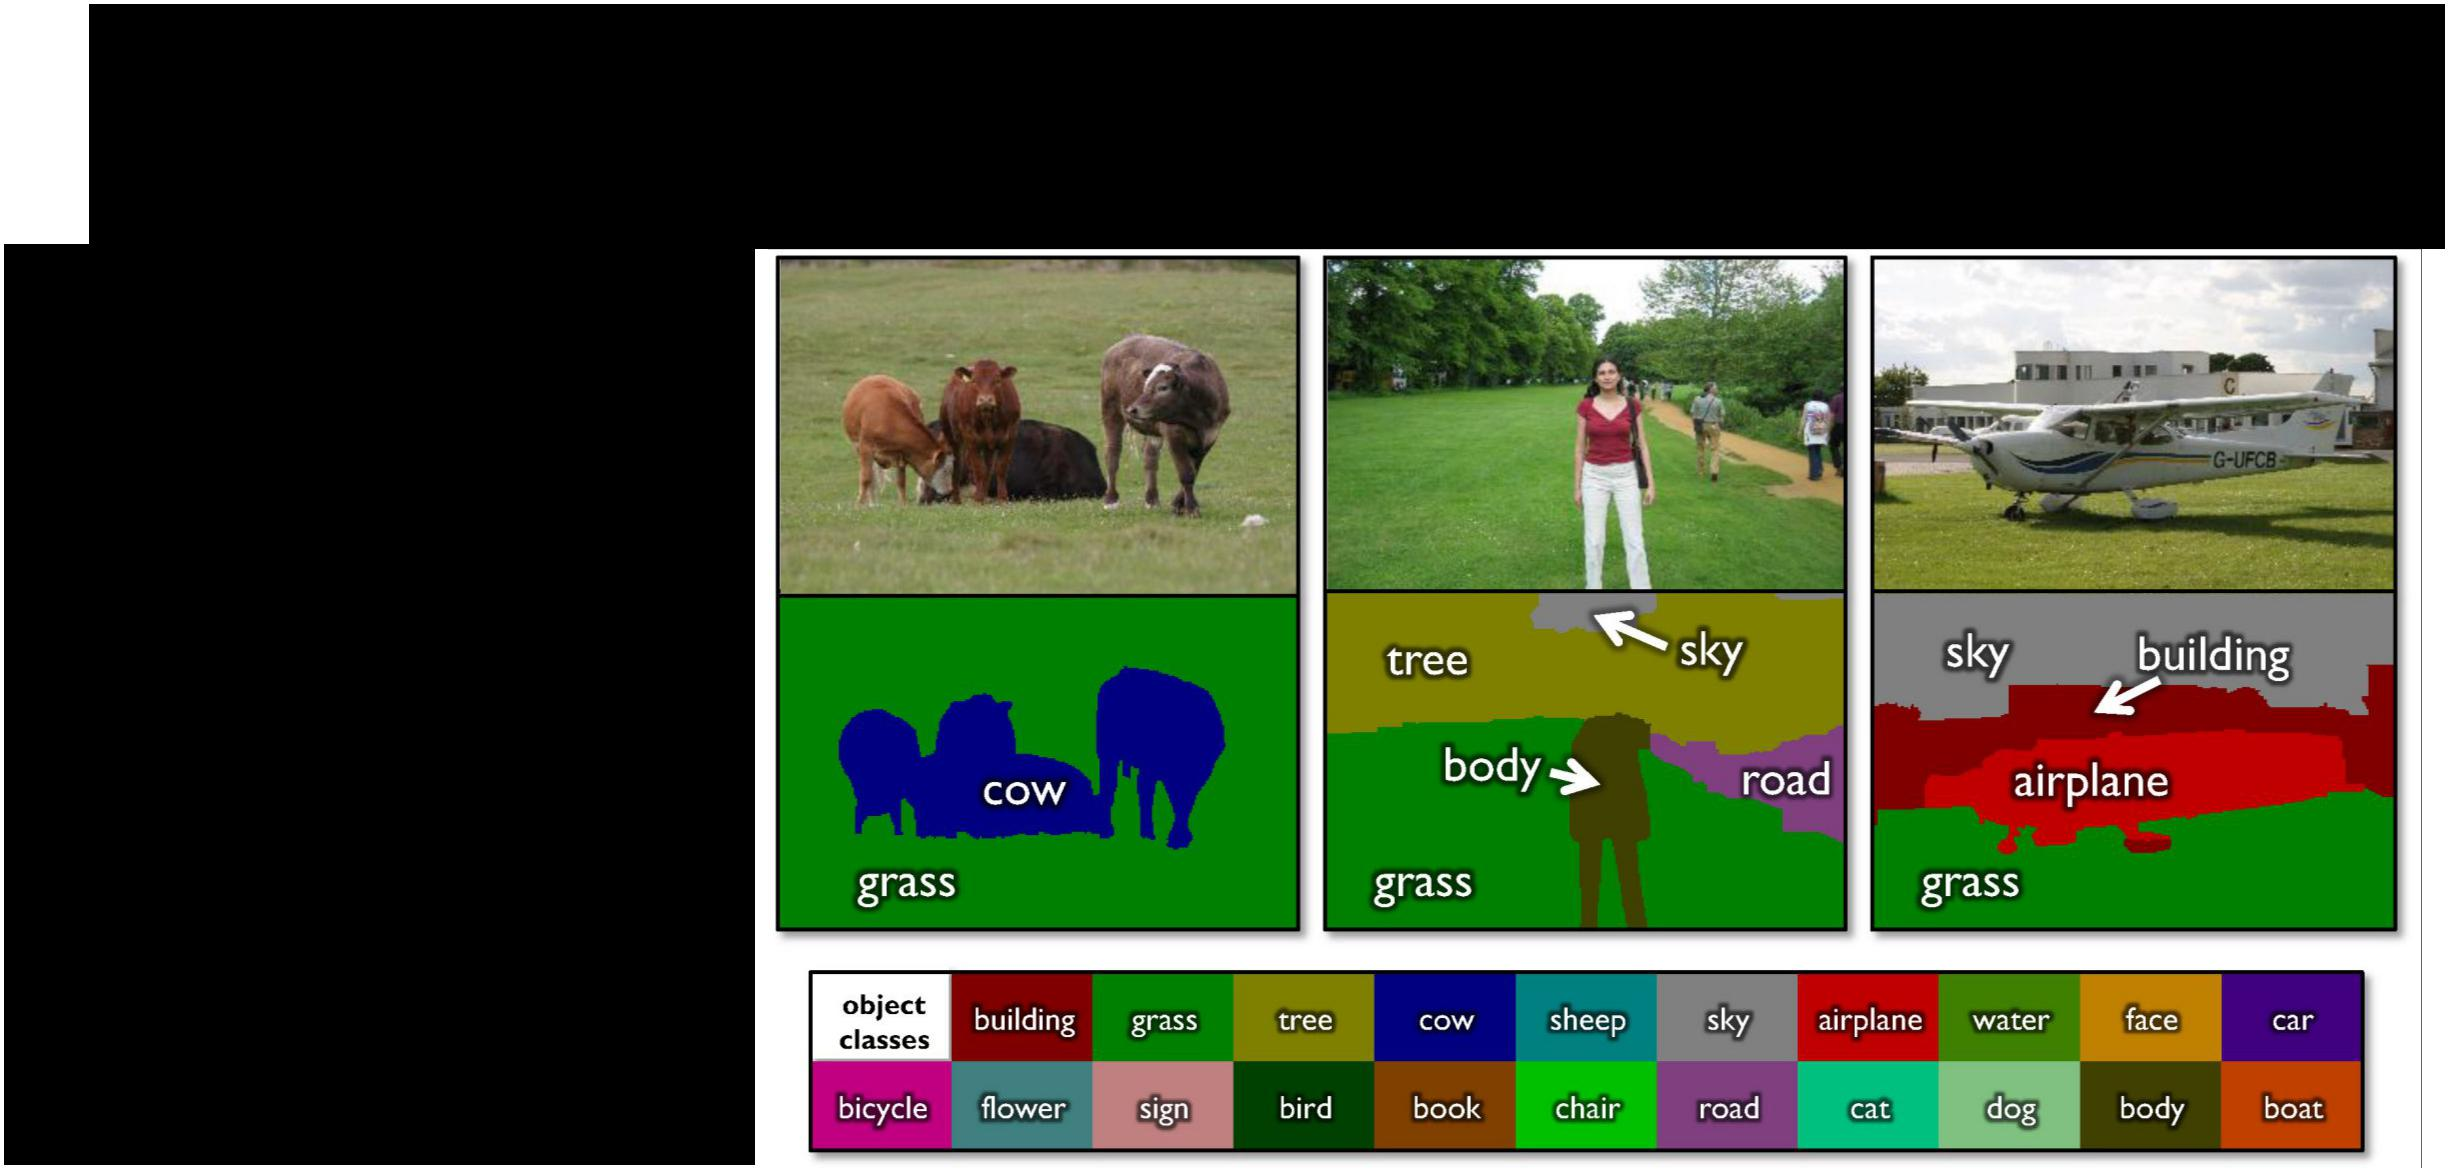 C
G-UFCB
cow
grass
tree
sky
body
road
grass
sky
building
airplane
grass
object classes
building
grass
tree
cow
sheep
sky
airplane
water
face
car
bicycle
flower
sign
bird
book
chair
road
cat
dog
body
boat